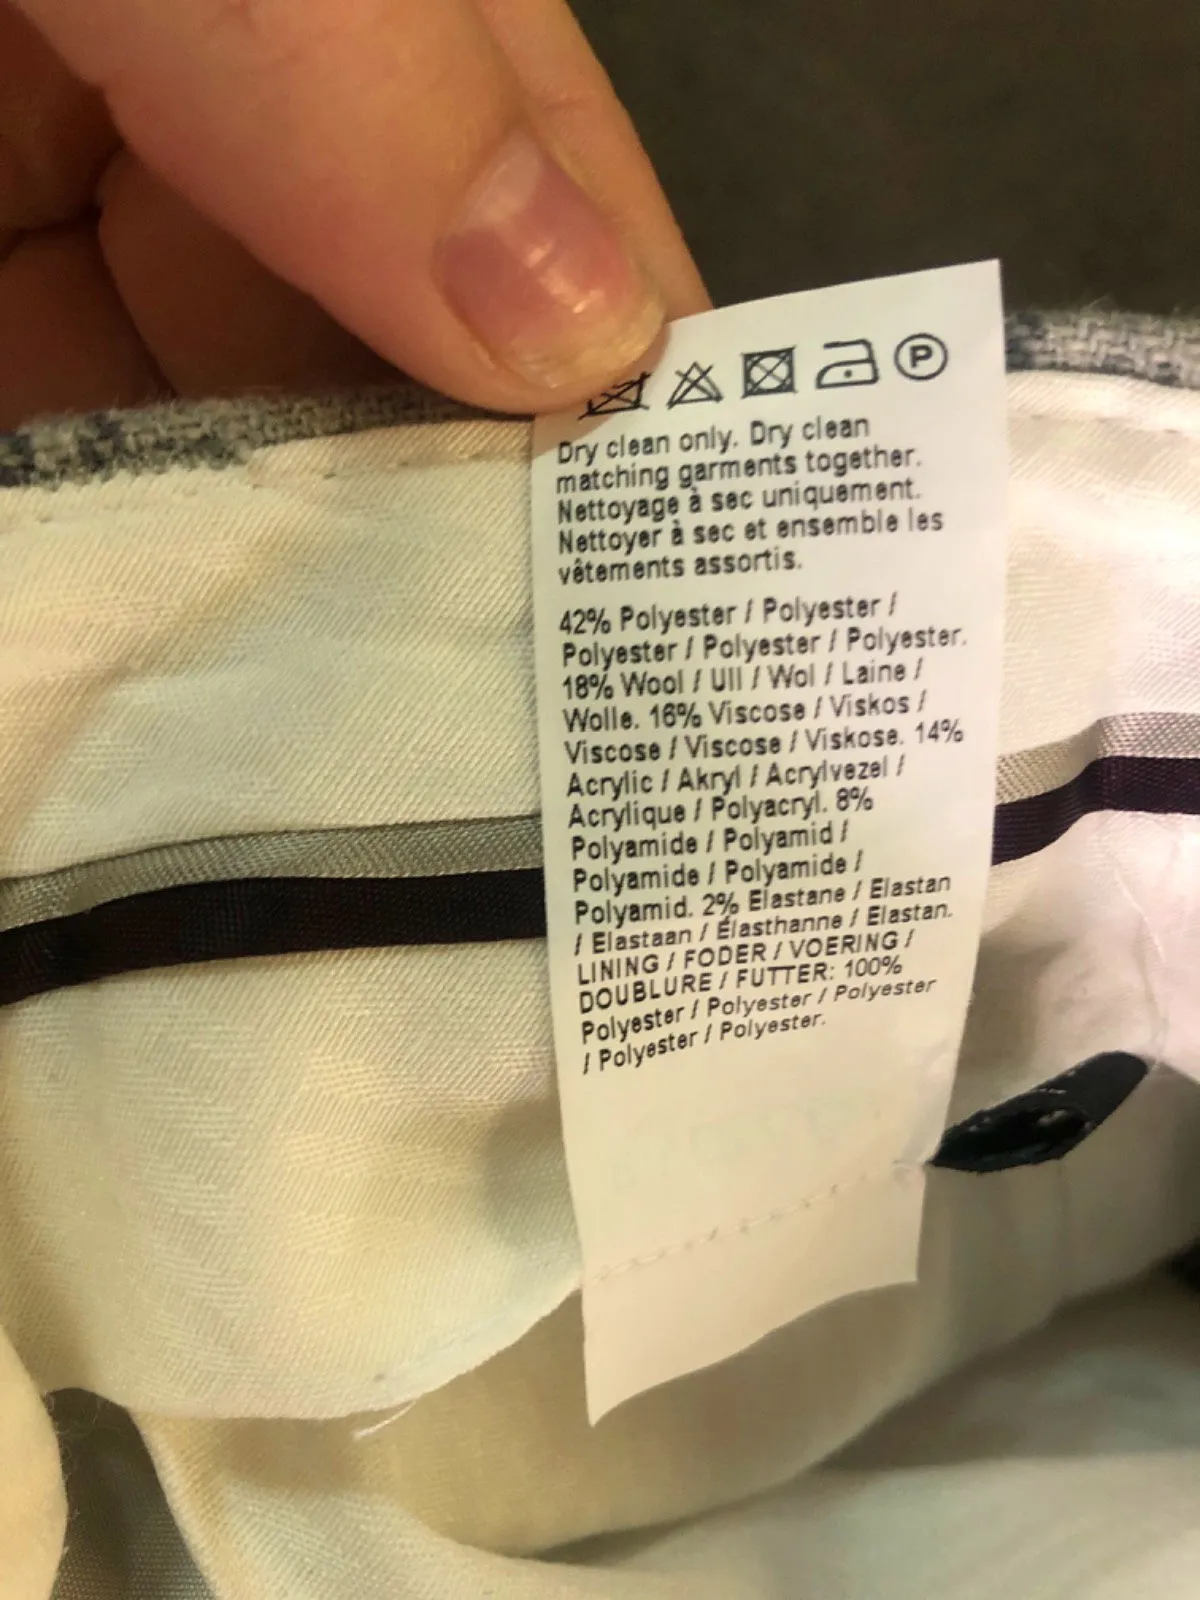 P
Dry clean only. Dry clean
matching garments together.
Nettoyage à sec uniquement.
Nettoyer à sec et ensemble les
vêtements assortis.
42% Polyester / Polyester /
Polyester / Polyester / Polyester.
18% Wool / Ull / Wol / Laine /
Wolle. 16% Viscose / Viskos /
Viscose / Viscose / Viskose. 14%
Acrylic / Akryl / Acrylvezel /
Acrylique / Polyacryl. 8%
Polyamide / Polyamid /
Polyamide / Polyamide /
Polyamid. 2% Elastane / Elastan
/ Elastaan / Élasthanne / Elastan.
LINING / FODER / VOERING /
DOUBLURE / FUTTER: 100%
Polyester / Polyester / Polyester
/ Polyester / Polyester.